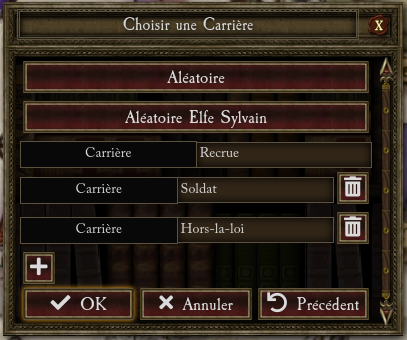 Choisir une Carrière X
Aléatoire
Aléatoire Elfe Sylvain
Carrière Recrue
Carrière Soldat
Carrière Hors-la-loi
OK Annuler Précédent